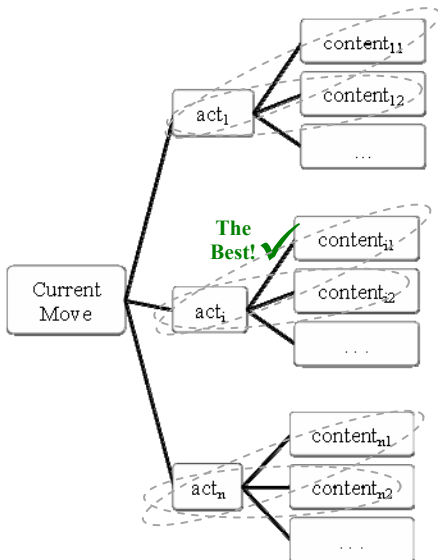 content₁₁
content₁₂
...
act₁
The
Best!
contentᵢ₁
contentᵢ₂
...
actᵢ
Current
Move
contentₙ₁
contentₙ₂
...
actₙ